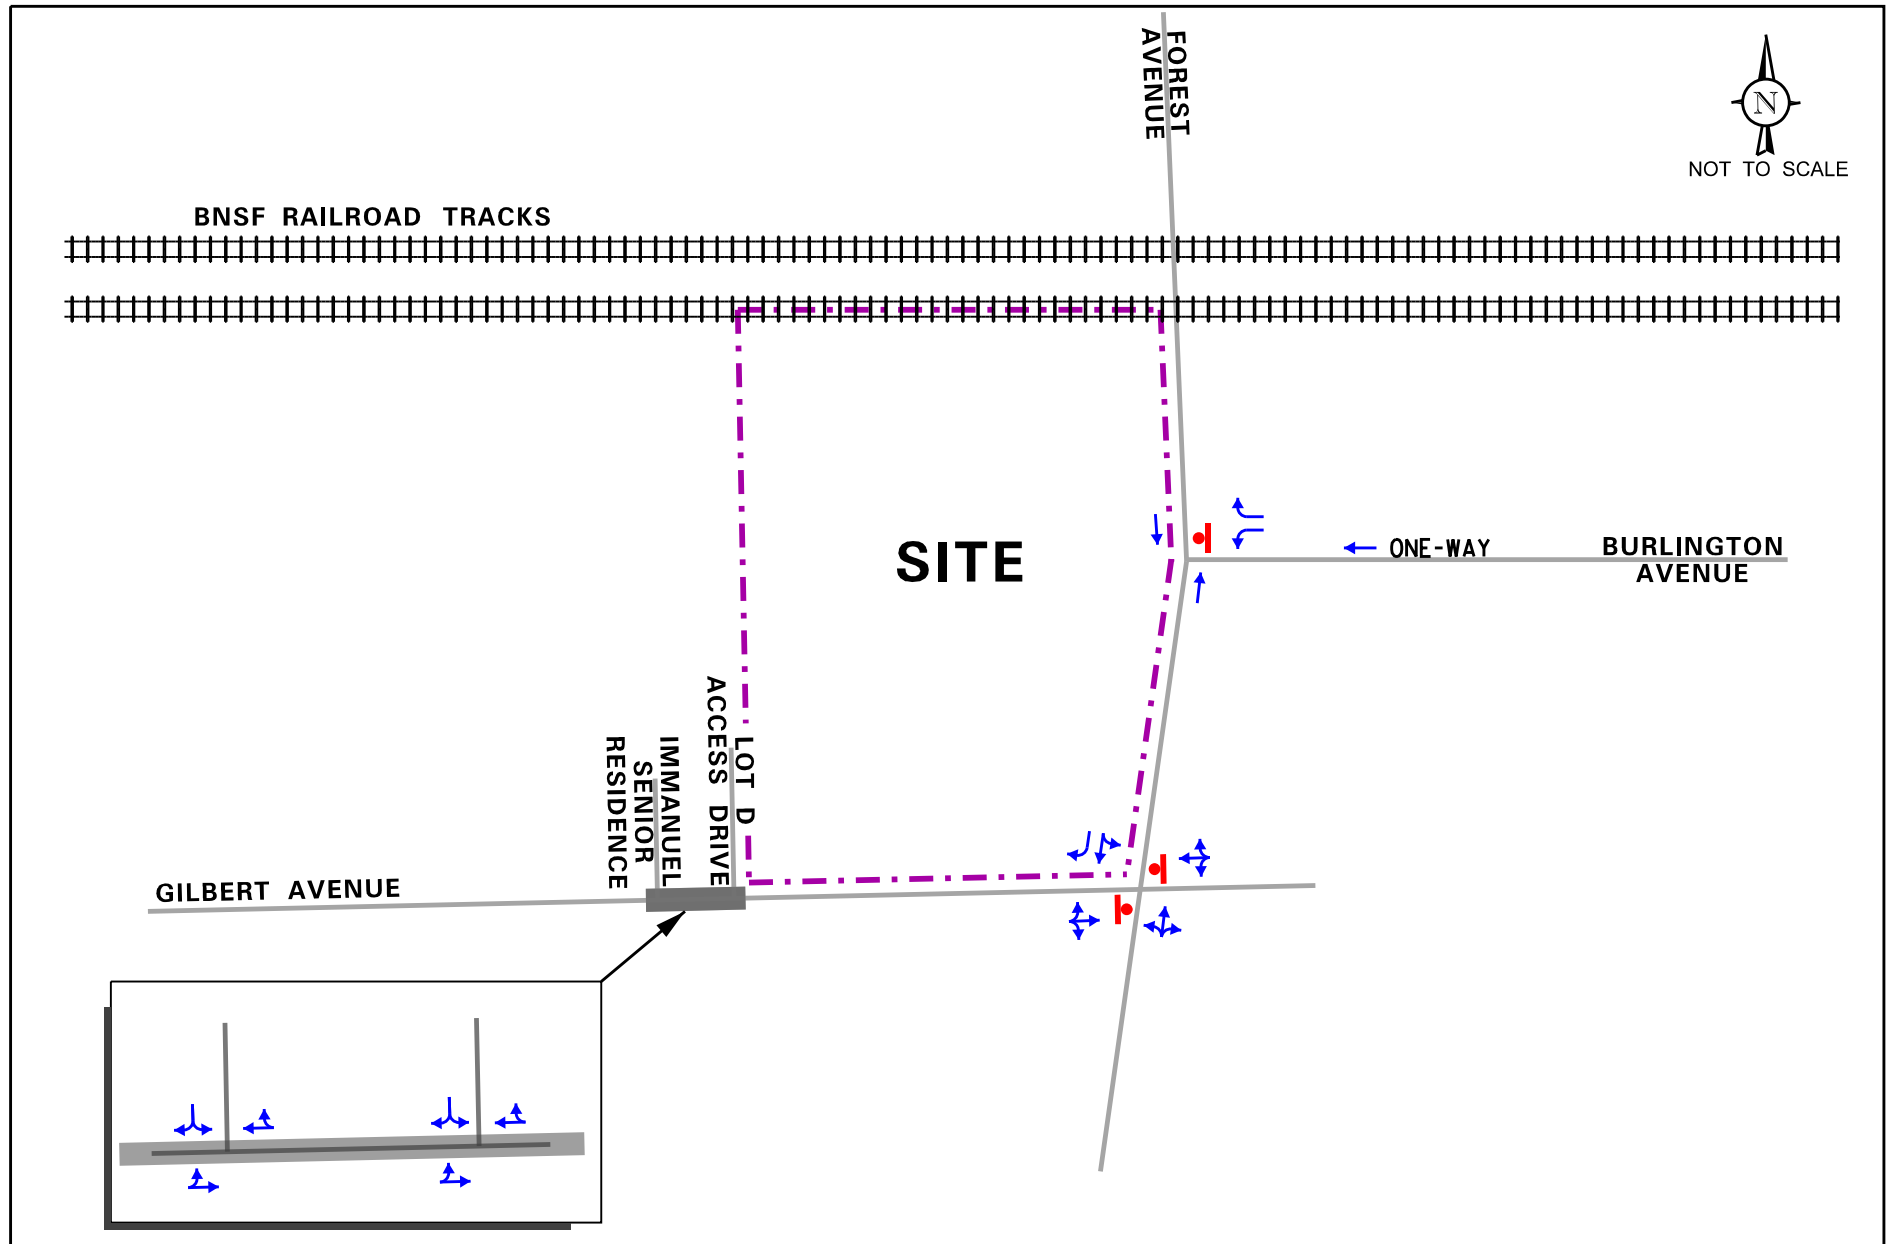 FOREST
AVENUE
N
NOT TO SCALE
BNSF RAILROAD TRACKS
SITE
ONE-WAY
BURLINGTON
AVENUE
LOT D
ACCESS DRIVE
IMMANUEL
SENIOR
RESIDENCE
GILBERT AVENUE